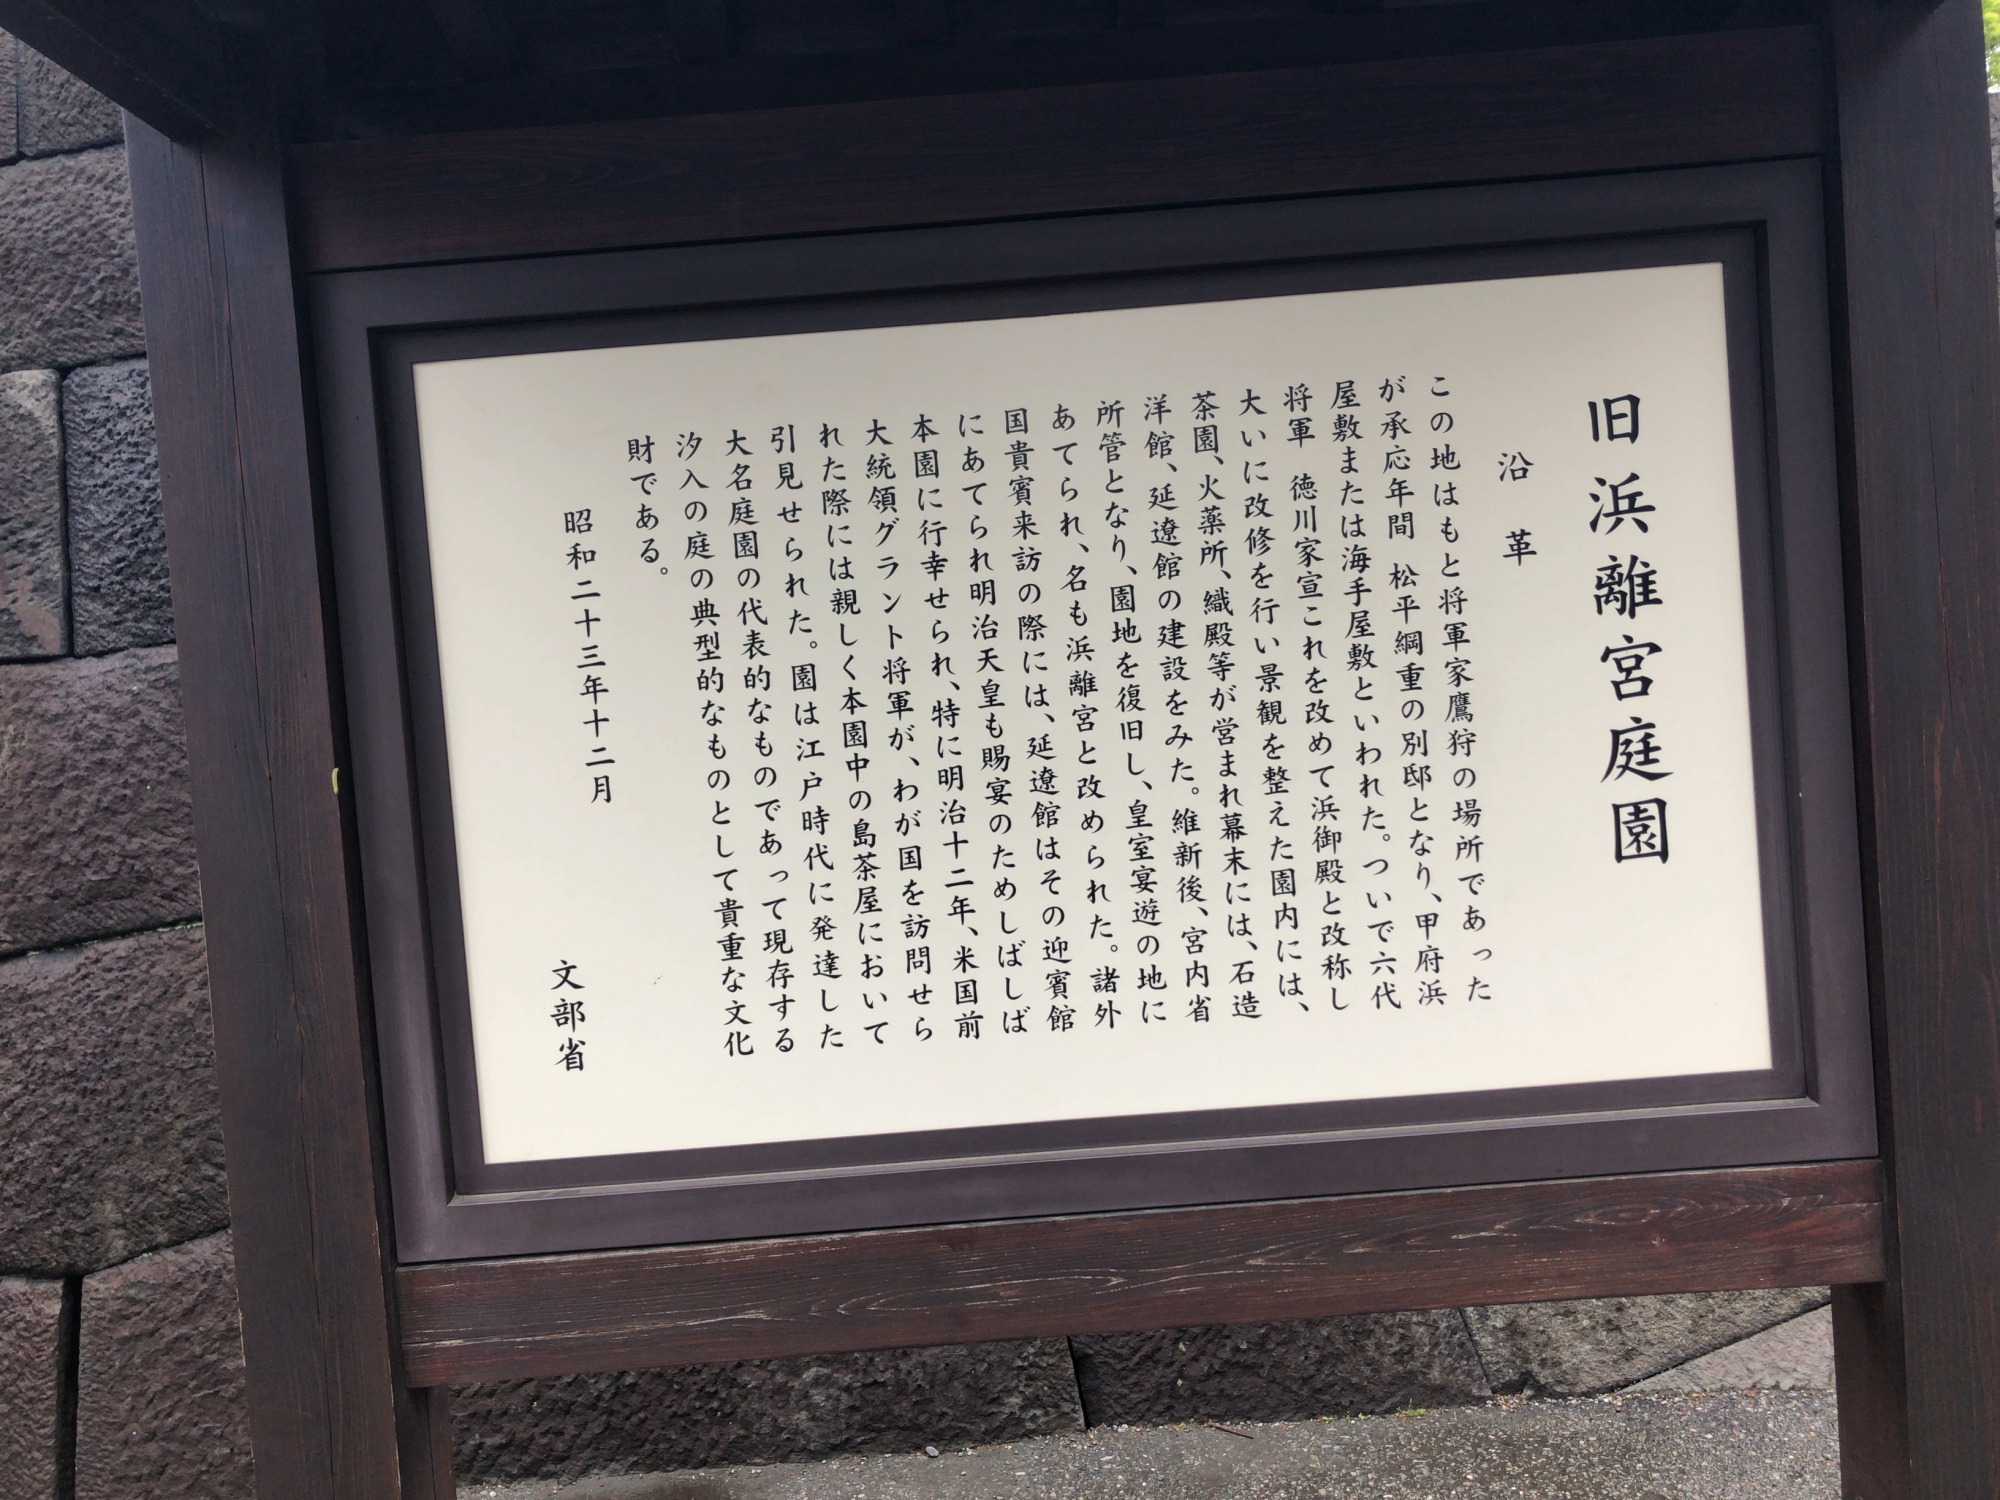 旧浜離宮庭園
沿革
この地はもと将軍家鷹狩の場所であった
が承応年間　松平綱重の別邸となり、甲府浜
屋敷または海手屋敷といわれた。ついで六代
将軍　徳川家宣これを改めて浜御殿と改称し
大いに改修を行い景観を整えた園内には、
茶園、火薬所、織殿等が営まれ幕末には、石造
洋館、延遼館の建設をみた。維新後、宮内省
所管となり、園地を復旧し、皇室宴遊の地に
あてられ、名も浜離宮と改められた。諸外
国貴賓来訪の際には、延遼館はその迎賓館
にあてられ明治天皇も賜宴のためしばしば
本園に行幸せられ、特に明治十二年、米国前
大統領グラント将軍が、わが国を訪問せら
れた際には親しく本園中の島茶屋において
引見せられた。園は江戸時代に発達した
大名庭園の代表的なものであって現存する
汐入の庭の典型的なものとして貴重な文化
財である。
昭和二十三年十二月
文部省